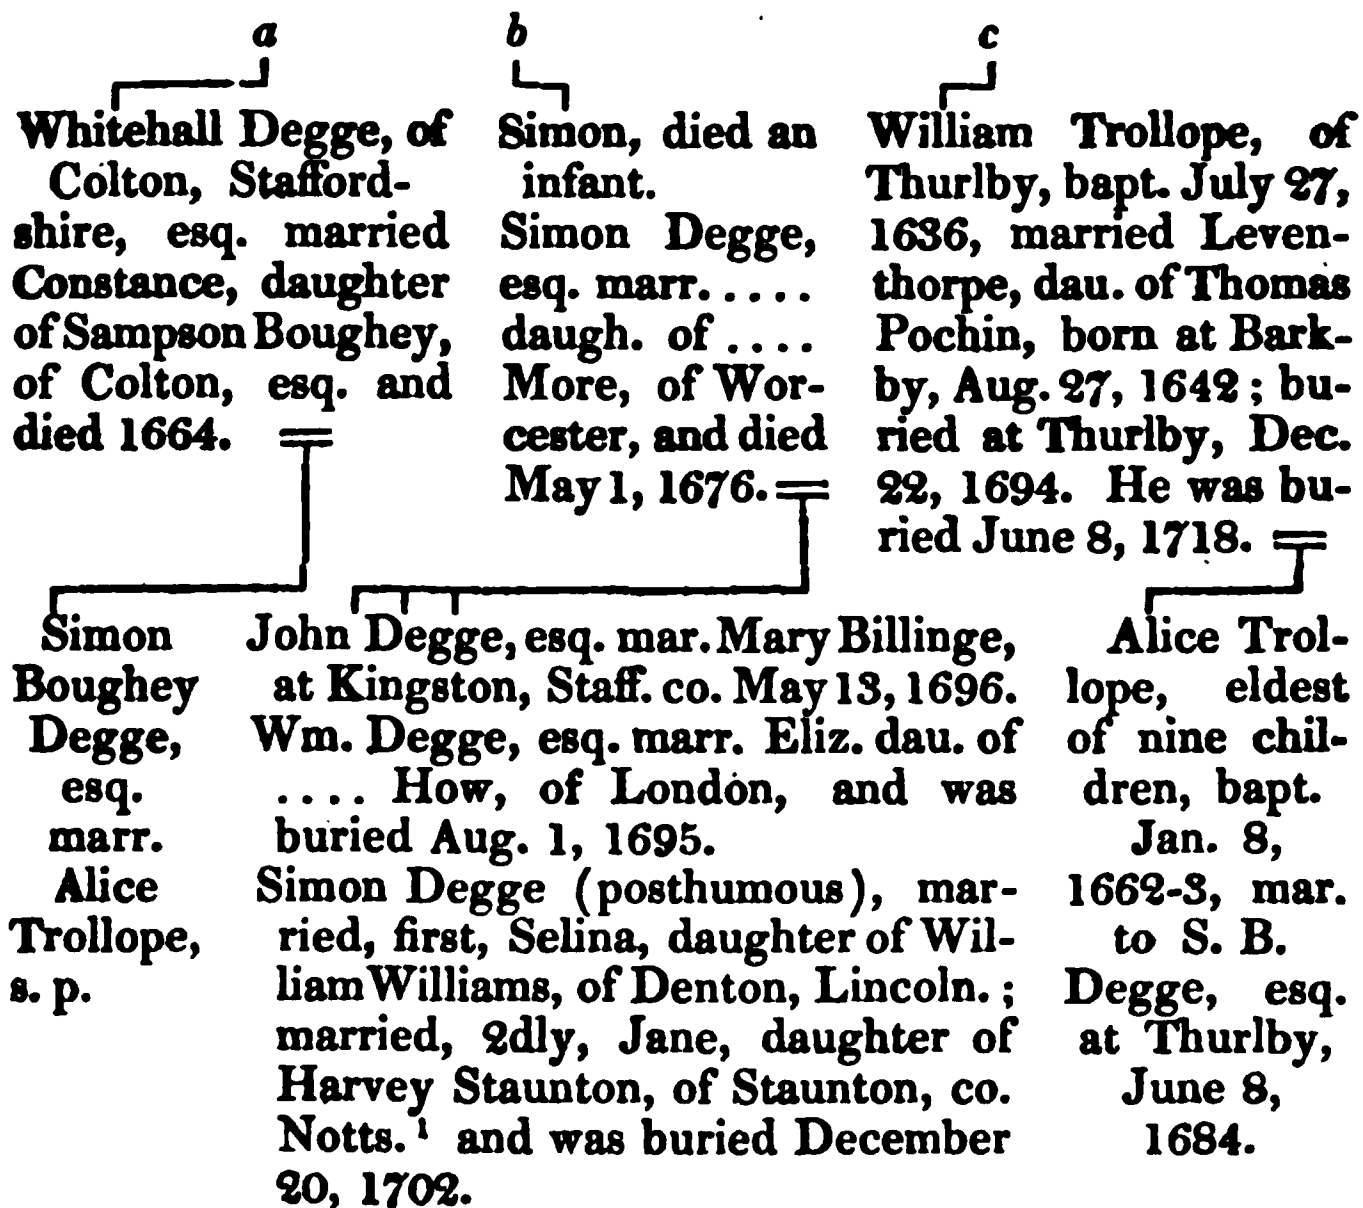 a
b
c
Whitehall Degge, of
Colton, Stafford-
shire, esq. married
Constance, daughter
of Sampson Boughey,
of Colton, esq. and
died 1664.
Simon, died an
infant.
Simon Degge,
esq. marr. . . . . .
daugh. of . . . .
More, of Wor-
cester, and died
May 1, 1676.
William Trollope, of
Thurlby, bapt. July 27,
1636, married Leven-
thorpe, dau. of Thomas
Pochin, born at Bark-
by, Aug. 27, 1642 ; bu-
ried at Thurlby, Dec.
22, 1694. He was bu-
ried June 8, 1718.
Simon
Boughey
Degge,
esq.
marr.
Alice
Trollope,
s. p.
John Degge, esq. mar. Mary Billinge,
at Kingston, Staff. co. May 13, 1696.
Wm. Degge, esq. marr. Eliz. dau. of
. . . . How, of London, and was
buried Aug. 1, 1695.
Simon Degge (posthumous), mar-
ried, first, Selina, daughter of Wil-
liam Williams, of Denton, Lincoln. ;
married, 2dly, Jane, daughter of
Harvey Staunton, of Staunton, co.
Notts. ¹ and was buried December
20, 1702.
Alice Trol-
lope, eldest
of nine chil-
dren, bapt.
Jan. 8,
1662-3, mar.
to S. B.
Degge, esq.
at Thurlby,
June 8,
1684.